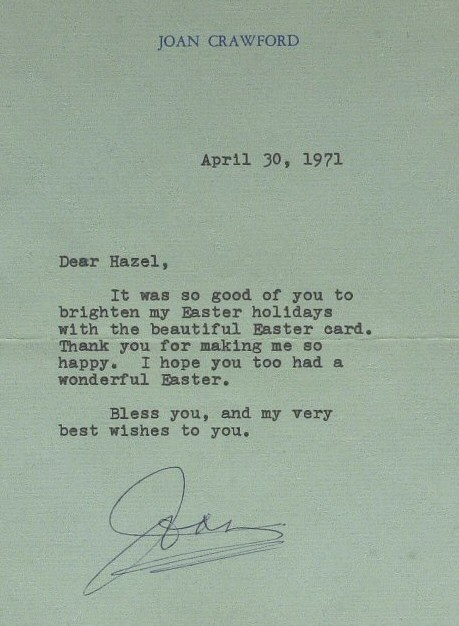 JOAN CRAWFORD
April 30, 1971
Dear Hazel,
It was so good of you to
brighten my Easter holidays
with the beautiful Easter card.
Thank you for making me so
happy.  I hope you too had a
wonderful Easter.
Bless you, and my very
best wishes to you.
Joan